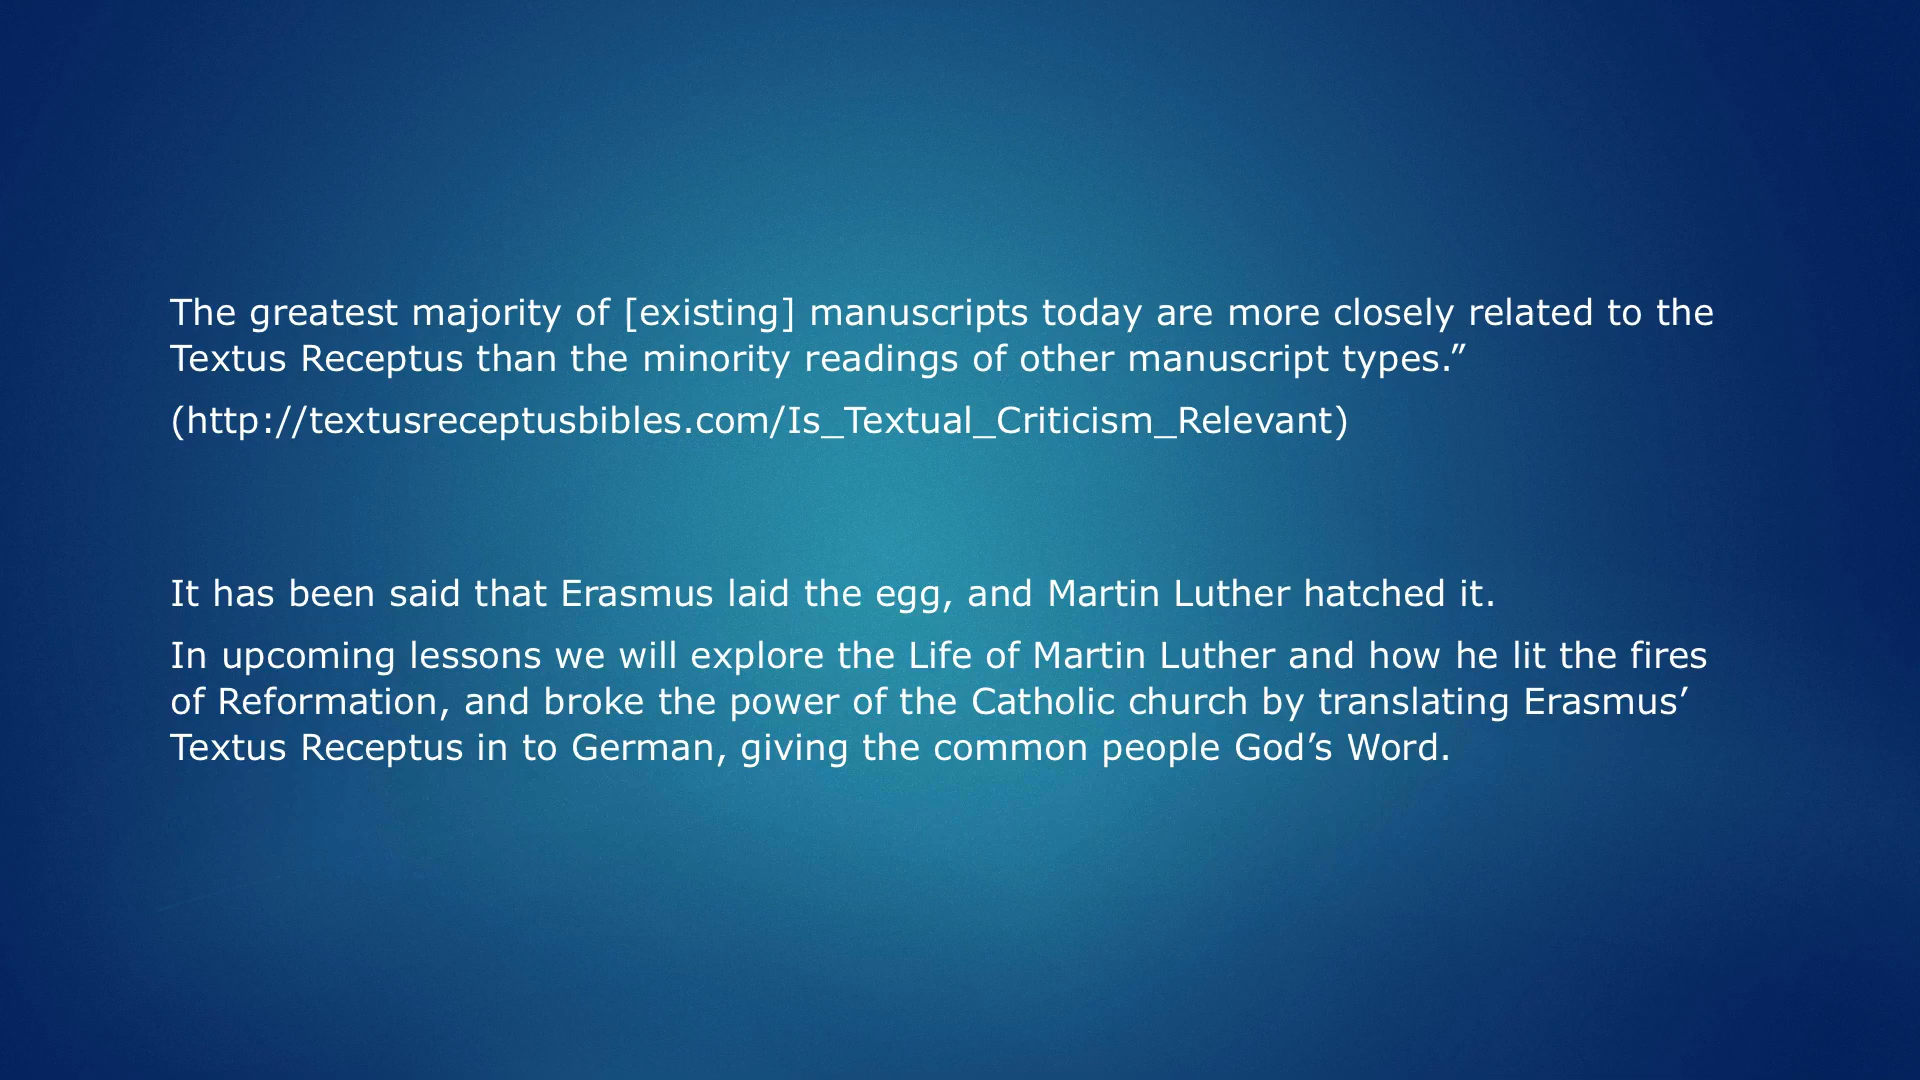 The greatest majority of [existing] manuscripts today are more closely related to the
Textus Receptus than the minority readings of other manuscript types.”
(http://textusreceptusbibles.com/Is_Textual_Criticism_Relevant)
It has been said that Erasmus laid the egg, and Martin Luther hatched it.
In upcoming lessons we will explore the Life of Martin Luther and how he lit the fires
of Reformation, and broke the power of the Catholic church by translating Erasmus’
Textus Receptus in to German, giving the common people God’s Word.